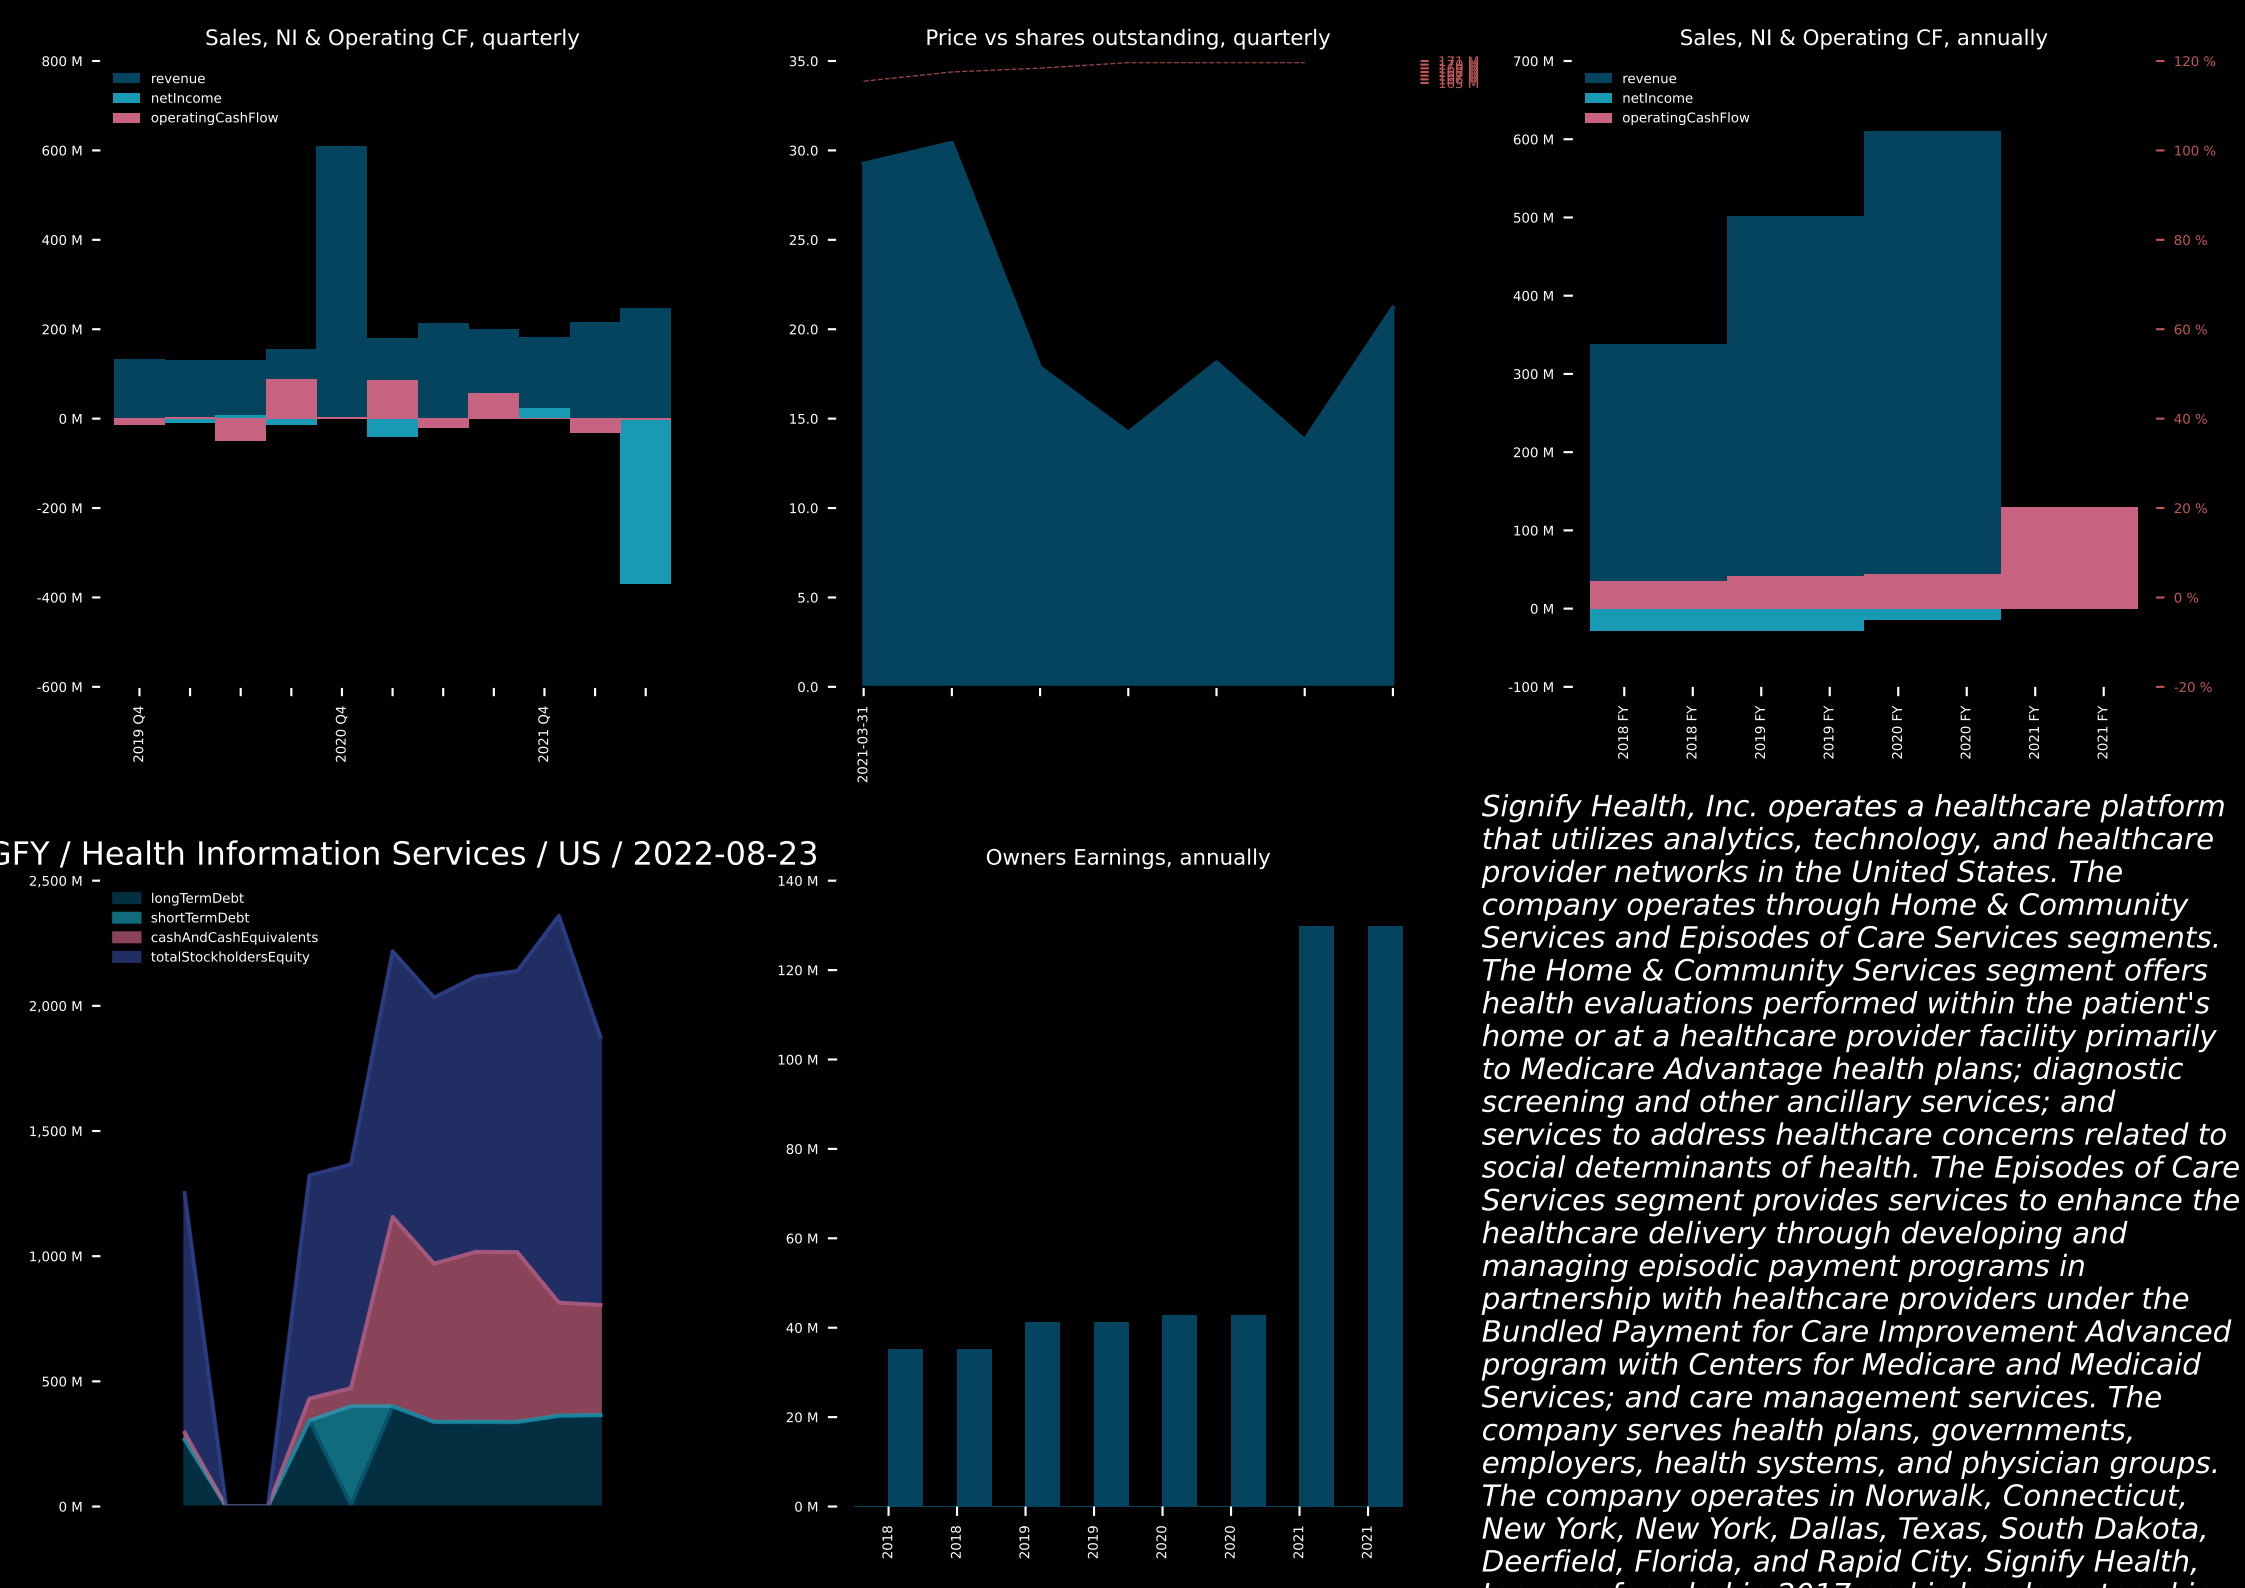 Sales, NI & Operating CF, quarterly
800 M
600 M
400 M
200 M
0 M
-200 M
-400 M
-600 M
revenue
netIncome
operatingCashFlow
2019 Q4
2020 Q4
2021 Q4
Price vs shares outstanding, quarterly
35.0
30.0
25.0
20.0
15.0
10.0
5.0
0.0
171 M
165 M
2021-03-31
Sales, NI & Operating CF, annually
700 M
600 M
500 M
400 M
300 M
200 M
100 M
0 M
-100 M
revenue
netIncome
operatingCashFlow
120 %
100 %
80 %
60 %
40 %
20 %
0 %
-20 %
2018 FY
2018 FY
2019 FY
2019 FY
2020 FY
2020 FY
2021 FY
2021 FY
GFY / Health Information Services / US / 2022-08-23
2,500 M
2,000 M
1,500 M
1,000 M
500 M
0 M
longTermDebt
shortTermDebt
cashAndCashEquivalents
totalStockholdersEquity
Owners Earnings, annually
140 M
120 M
100 M
80 M
60 M
40 M
20 M
0 M
2018
2018
2019
2019
2020
2020
2021
2021
Signify Health, Inc. operates a healthcare platform
that utilizes analytics, technology, and healthcare
provider networks in the United States. The
company operates through Home & Community
Services and Episodes of Care Services segments.
The Home & Community Services segment offers
health evaluations performed within the patient's
home or at a healthcare provider facility primarily
to Medicare Advantage health plans; diagnostic
screening and other ancillary services; and
services to address healthcare concerns related to
social determinants of health. The Episodes of Care
Services segment provides services to enhance the
healthcare delivery through developing and
managing episodic payment programs in
partnership with healthcare providers under the
Bundled Payment for Care Improvement Advanced
program with Centers for Medicare and Medicaid
Services; and care management services. The
company serves health plans, governments,
employers, health systems, and physician groups.
The company operates in Norwalk, Connecticut,
New York, New York, Dallas, Texas, South Dakota,
Deerfield, Florida, and Rapid City. Signify Health,